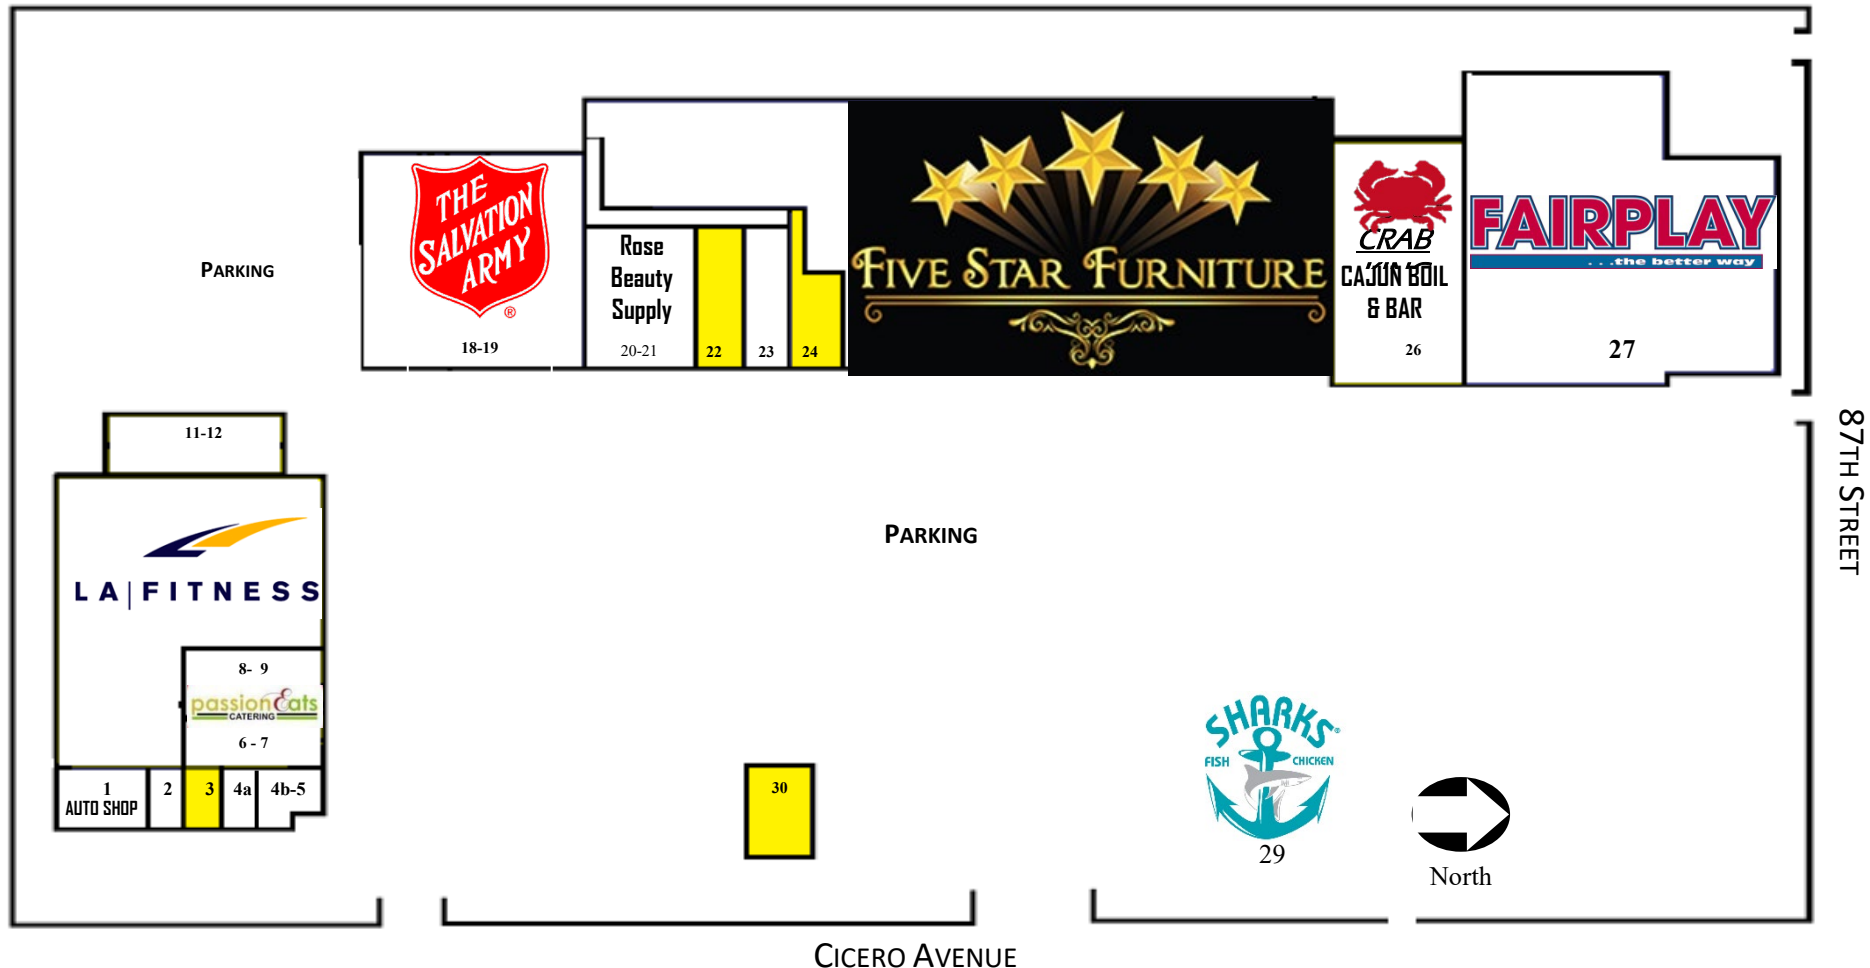 PARKING
THE
SALVATION
ARMY
®
18-19
Rose
Beauty
Supply
20-21
22
23
24
FIVE STAR FURNITURE
CRAB
CAJUN BOIL
& BAR
26
FAIRPLAY
...the better way
27
87TH STREET
11-12
LA|FITNESS
8- 9
passionEats
CATERING
6 - 7
1
AUTO SHOP
2
3
4a
4b-5
PARKING
30
SHARKS®
FISH CHICKEN
29
North
CICERO AVENUE